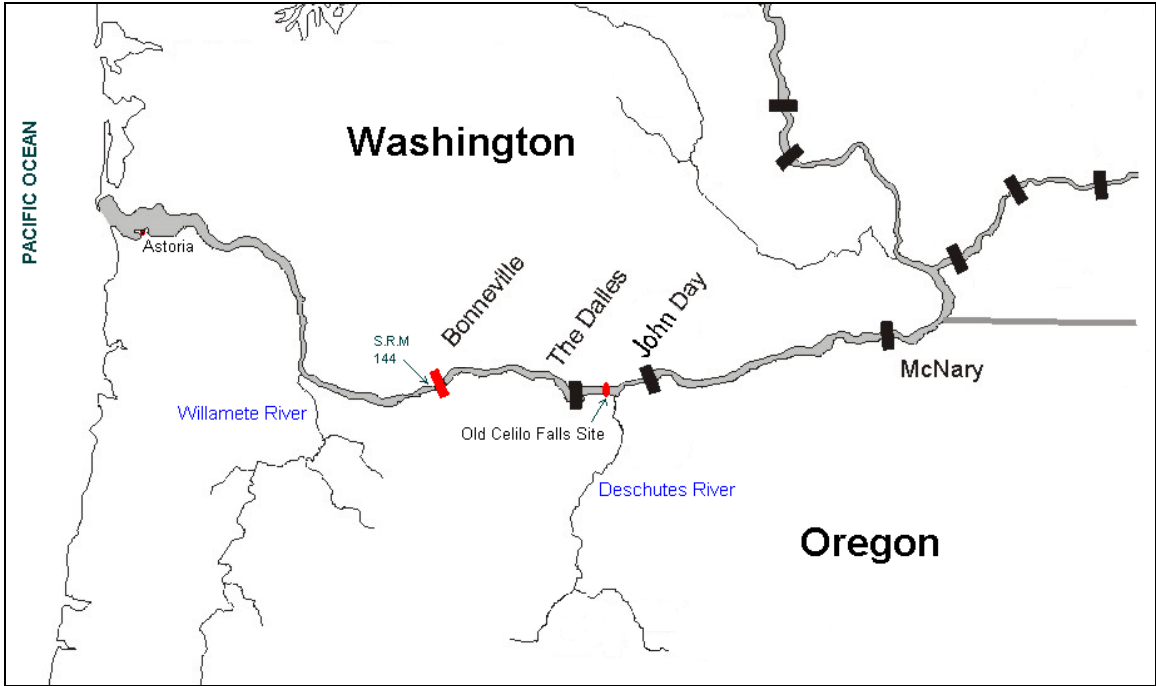 Washington
PACIFIC OCEAN
Astoria
Bonneville
The Dalles
John Day
S.R.M
144
McNary
Willamete River
Old Celilo Falls Site
Deschutes River
Oregon